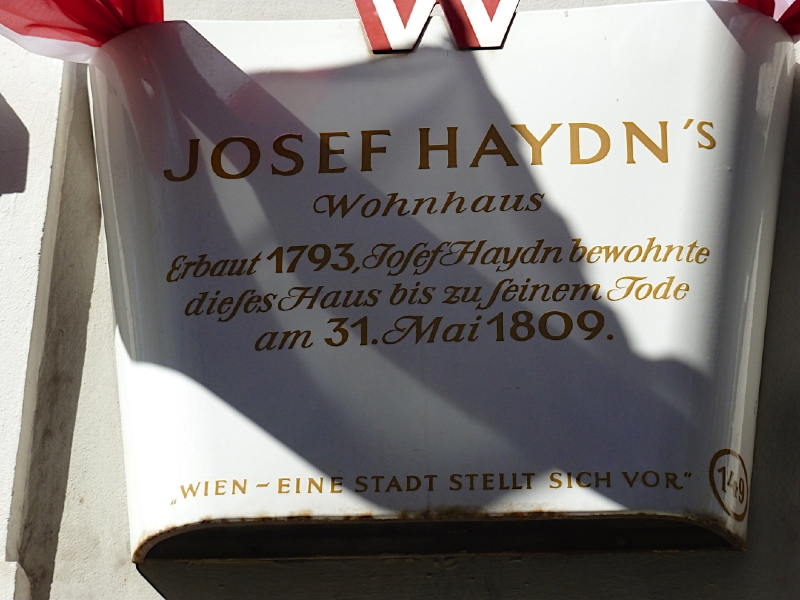 W
JOSEF HAYDN'S
Wohnhaus
Erbaut 1793, Joſef Haydn bewohnte
dieſes Haus bis zu ſeinem Tode
am 31. Mai 1809.
„WIEN – EINE STADT STELLT SICH VOR"